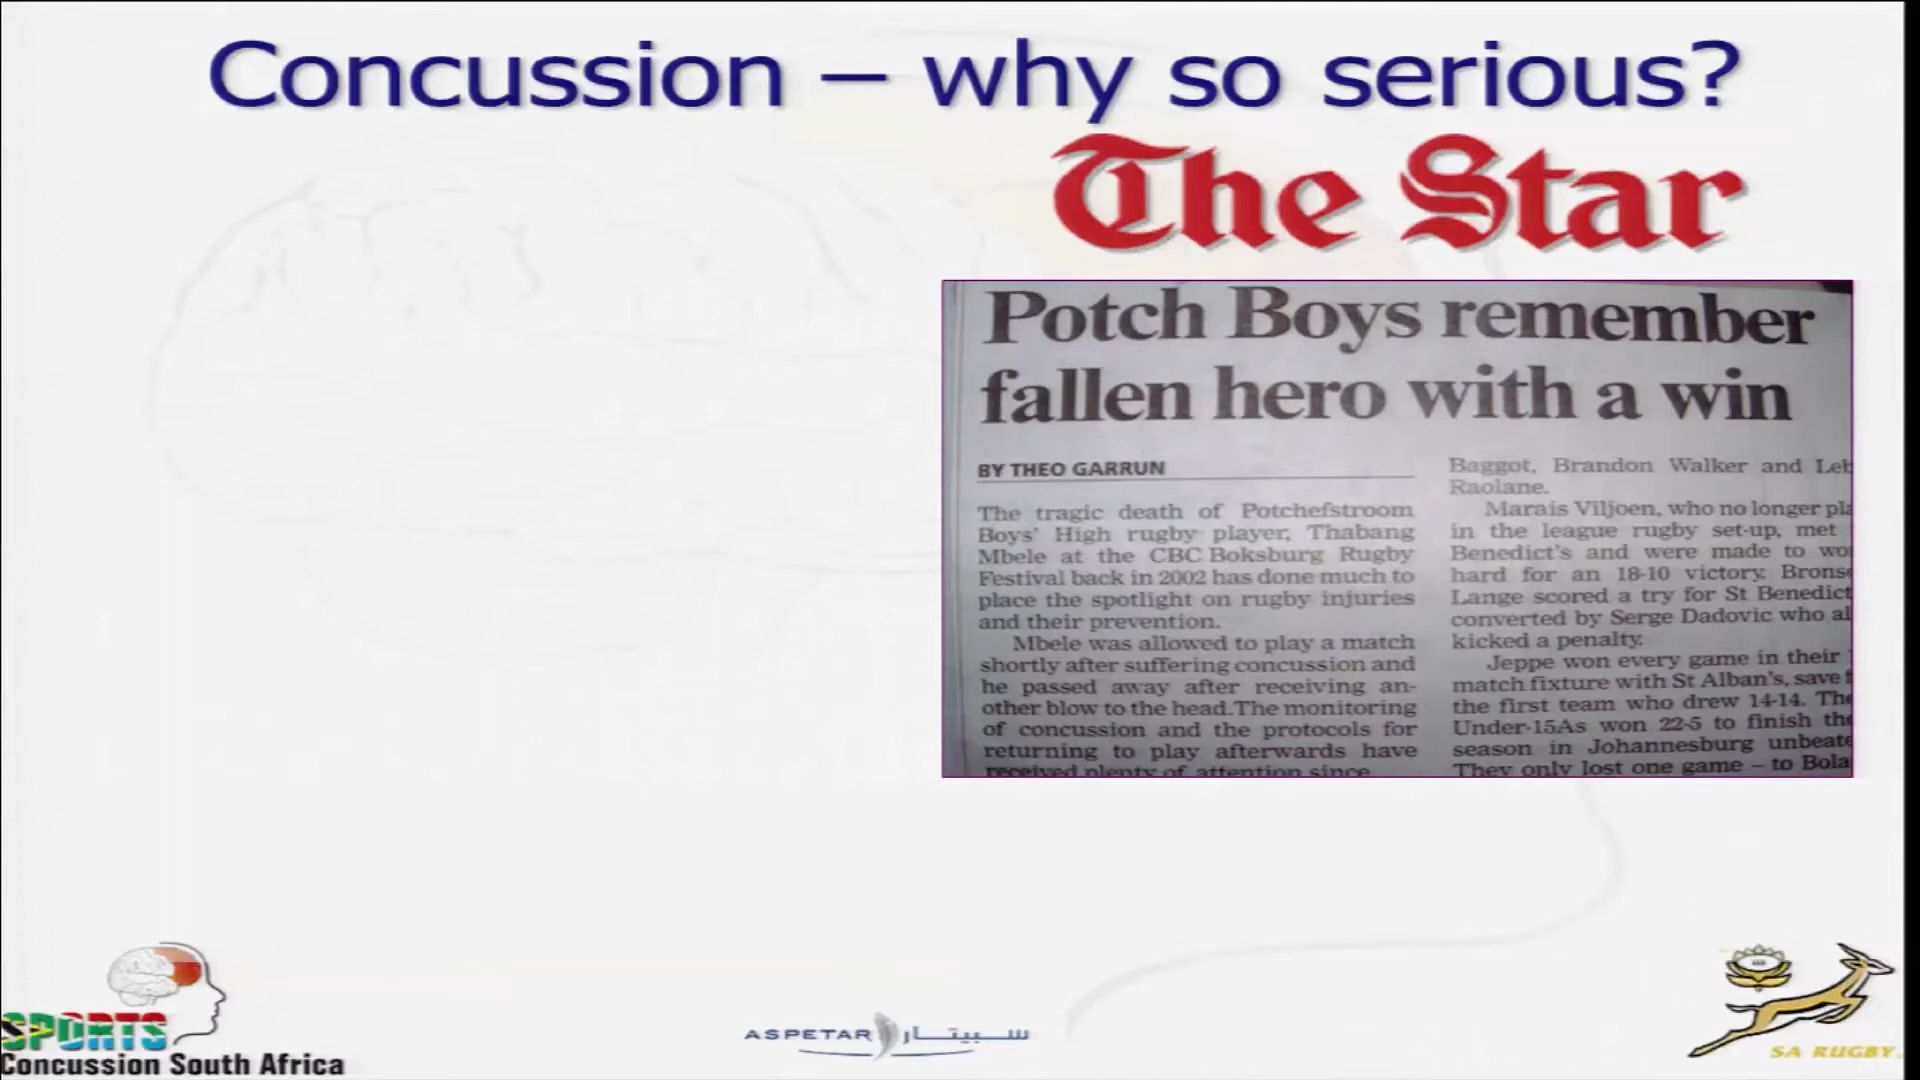 Concussion – why so serious?
The Star
Potch Boys remember
fallen hero with a win
BY THEO GARRUN
The tragic death of Potchefstroom
Boys' High rugby player, Thabang
Mbele at the CBC Boksburg Rugby
Festival back in 2002 has done much to
place the spotlight on rugby injuries
and their prevention.
Mbele was allowed to play a match
shortly after suffering concussion and
he passed away after receiving an-
other blow to the head. The monitoring
of concussion and the protocols for
returning to play afterwards have
received plenty of attention since
Baggot, Brandon Walker and
Raolane.
Marais Viljoen, who no longer
in the league rugby set-up, met
Benedict's and were made to
hard for an 18-10 victory.
Lange scored a try for St Benedict
converted by Serge Dadovic who
kicked a penalty.
Jeppe won every game in their
match fixture with St Alban's, save
the first team who drew 14-14.
Under-15As won 22-5 to finish
season in Johannesburg
They only lost one game – to
SPORTS
Concussion South Africa
ASPETAR سبيتار
SA RUGBY